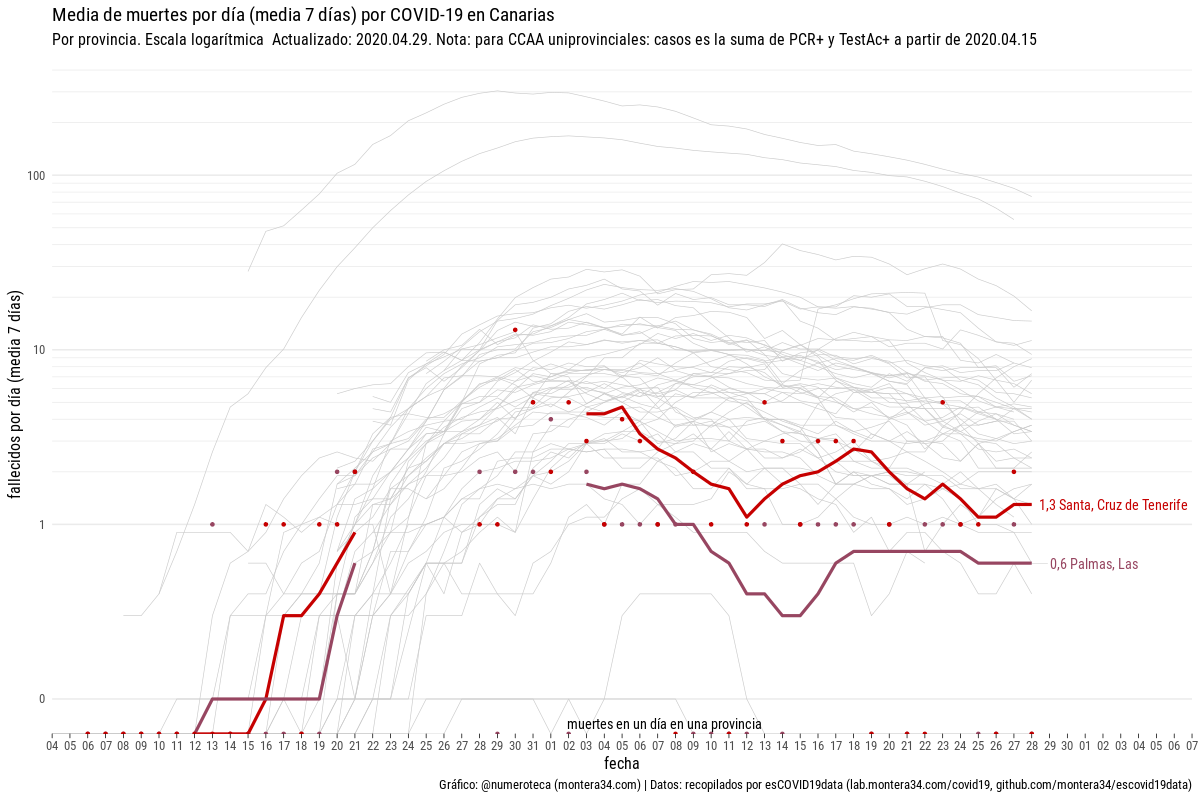 Media de muertes por día (media 7 días) por COVID-19 en Canarias
Por provincia. Escala logarítmica  Actualizado: 2020.04.29. Nota: para CCAA uniprovinciales: casos es la suma de PCR+ y TestAc+ a partir de 2020.04.15
fallecidos por día (media  7 días)
100
10
1
0
1,3 Santa, Cruz de Tenerife
0,6 Palmas, Las
muertes en un día en una provincia
04 05 06 07 08 09 10 11 12 13 14 15 16 17 18 19 20 21 22 23 24 25 26 27 28 29 30 31 01 02 03 04 05 06 07 08 09 10 11 12 13 14 15 16 17 18 19 20 21 22 23 24 25 26 27 28 29 30 01 02 03 04 05 06 07
fecha
Gráfico: @numeroteca (montera34.com) | Datos: recopilados por esCOVID19data (lab.montera34.com/covid19, github.com/montera34/escovid19data)